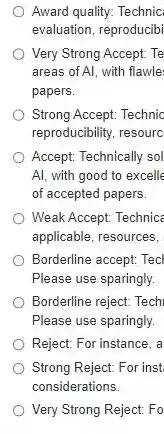 Award quality: Technic
evaluation, reproducibi
Very Strong Accept: Te
areas of AI, with flawle
papers.
Strong Accept: Technic
reproducibility, resourc
Accept: Technically sol
AI, with good to excelle
of accepted papers.
Weak Accept: Technica
applicable, resources,
Borderline accept: Tech
Please use sparingly.
Borderline reject: Techn
Please use sparingly.
Reject: For instance, a
Strong Reject: For inst
considerations.
Very Strong Reject: Fo